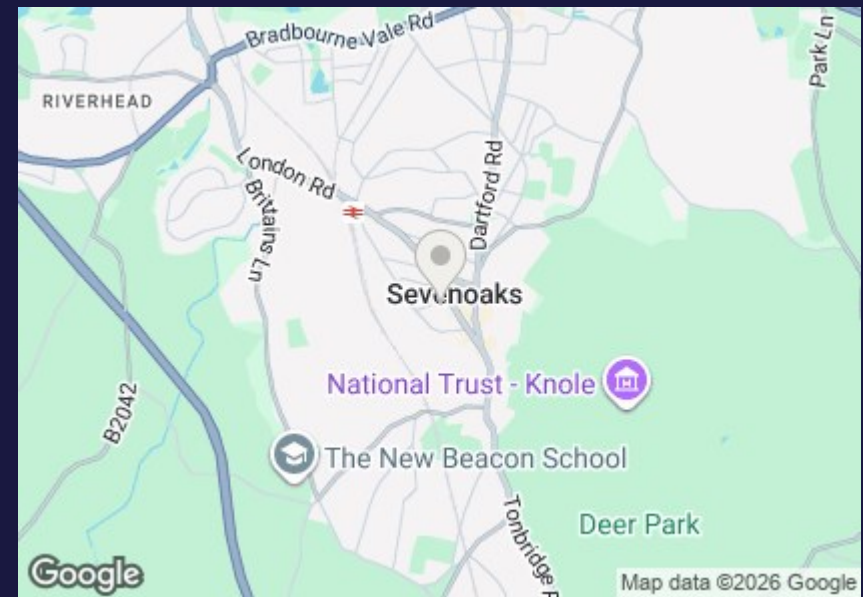 Bradbourne Vale Rd
Park Ln
RIVERHEAD
London Rd
Dartford Rd
Brittains Ln
Sevenoaks
National Trust - Knole
B2042
The New Beacon School
Tonbridge R
Deer Park
Google
Map data ©2026 Google